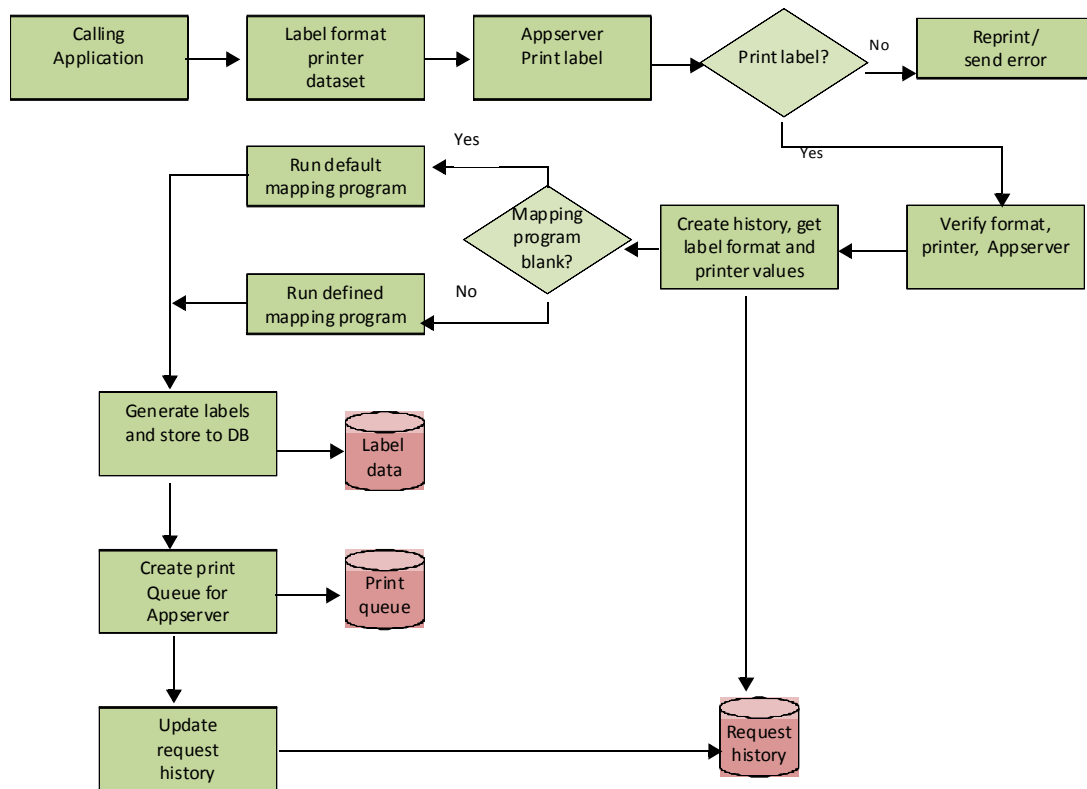 Calling
Application
Label format
printer
dataset
Appserver
Print label
Print label?
No
Reprint/
send error
Yes
Verify format,
printer, Appserver
Create history, get
label format and
printer values
Mapping
program
blank?
Yes
Run default
mapping program
No
Run defined
mapping program
Generate labels
and store to DB
Label
data
Create print
Queue for
Appserver
Print
queue
Update
request
history
Request
history